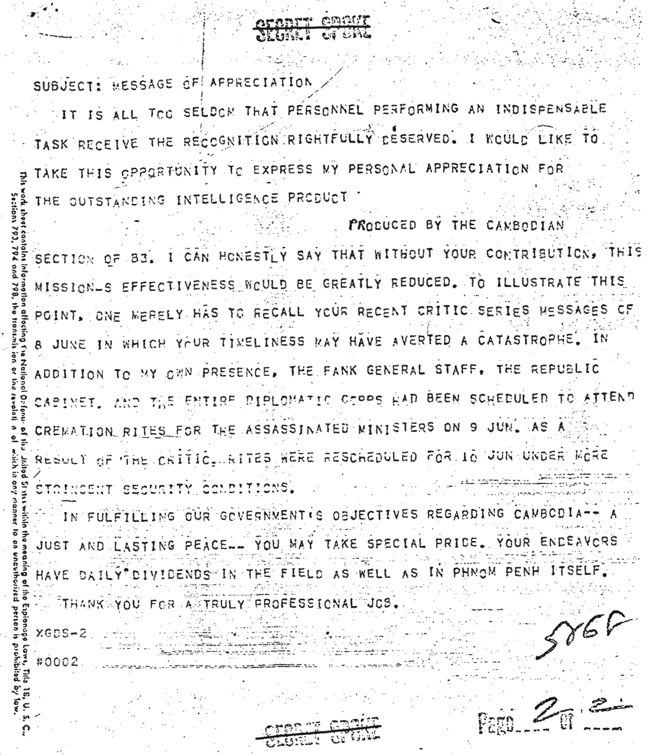 SECRET SPOKE
SUBJECT: MESSAGE OF APPRECIATION
IT IS ALL TOO SELDOM THAT PERSONNEL PERFORMING AN INDISPENSABLE
TASK RECEIVE THE RECOGNITION RIGHTFULLY DESERVED. I WOULD LIKE TO
TAKE THIS OPPORTUNITY TO EXPRESS MY PERSONAL APPRECIATION FOR
THE OUTSTANDING INTELLIGENCE PRODUCT
PRODUCED BY THE CAMBODIAN
SECTION OF B3. I CAN HONESTLY SAY THAT WITHOUT YOUR CONTRIBUTION, THIS
MISSION-S EFFECTIVENESS WOULD BE GREATLY REDUCED. TO ILLUSTRATE THIS
POINT, ONE MERELY HAS TO RECALL YOUR RECENT CRITIC SERIES MESSAGES OF
8 JUNE IN WHICH YOUR TIMELINESS MAY HAVE AVERTED A CATASTROPHE. IN
ADDITION TO MY OWN PRESENCE, THE FANK GENERAL STAFF, THE REPUBLIC
CABINET, AND THE ENTIRE DIPLOMATIC CORPS HAD BEEN SCHEDULED TO ATTEND
CREMATION RITES FOR THE ASSASSINATED MINISTERS ON 9 JUN. AS A
RESULT OF THE CRITIC, RITES WERE RESCHEDULED FOR 10 JUN UNDER MORE
STRINGENT SECURITY CONDITIONS.
IN FULFILLING OUR GOVERNMENT'S OBJECTIVES REGARDING CAMBODIA-- A
JUST AND LASTING PEACE-- YOU MAY TAKE SPECIAL PRIDE. YOUR ENDEAVORS
HAVE DAILY DIVIDENDS IN THE FIELD AS WELL AS IN PHNOM PENH ITSELF.
THANK YOU FOR A TRULY PROFESSIONAL JOB.
XGDS-2
#0002
SECRET SPOKE
Page 2 of 2
This work sheet contains information affecting the National Defense of the United States within the meaning of the Espionage Laws, Title 18, U. S. C.,
Sections 793, 794 and 798, the transmission or the revelation of which in any manner to an unauthorized person is prohibited by law.